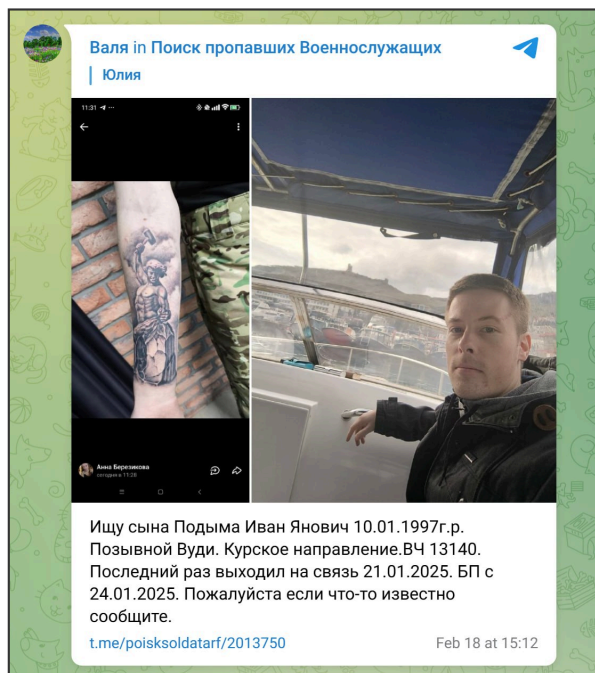 Валя in Поиск пропавших Военнослужащих
Юлия
11:31
Анна Березикова
сегодня в 11:28
Ищу сына Подыма Иван Янович 10.01.1997г.р.
Позывной Вуди. Курское направление.ВЧ 13140.
Последний раз выходил на связь 21.01.2025. БП с
24.01.2025. Пожалуйста если что-то известно
сообщите.
t.me/poisksoldatarf/2013750
Feb 18 at 15:12